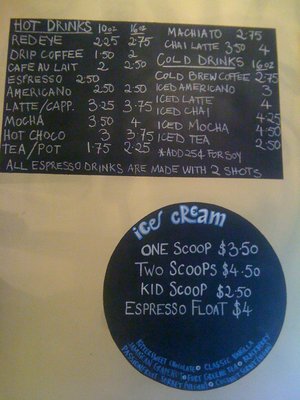 HOT DRINKS 10oz 16oz
RED EYE 2.25 2.75
DRIP COFFEE 1.50 2
CAFE AU LAIT 2 2.50
ESPRESSO 2.50
AMERICANO 2.50 2.50
LATTE/CAPP. 3.25 3.75
MOCHA 3.50 4
HOT CHOCO 3 3.75
TEA/POT 1.75 2.25
MACHIATO 2.75
CHAI LATTE 3.50 4
COLD DRINKS 16oz
COLD BREW COFFEE 2.75
ICED AMERICANO 3
ICED LATTE 4
ICED CHAI 4.25
ICED MOCHA 4.50
ICED TEA 2.50
*ADD 25¢ FOR SOY
ALL ESPRESSO DRINKS ARE MADE WITH 2 SHOTS
ice CREAM
ONE SCOOP $3.50
TWO SCOOPS $4.50
KID SCOOP $2.50
ESPRESSO FLOAT $4
BITTERSWEET CHOCOLATE CLASSIC VANILLA